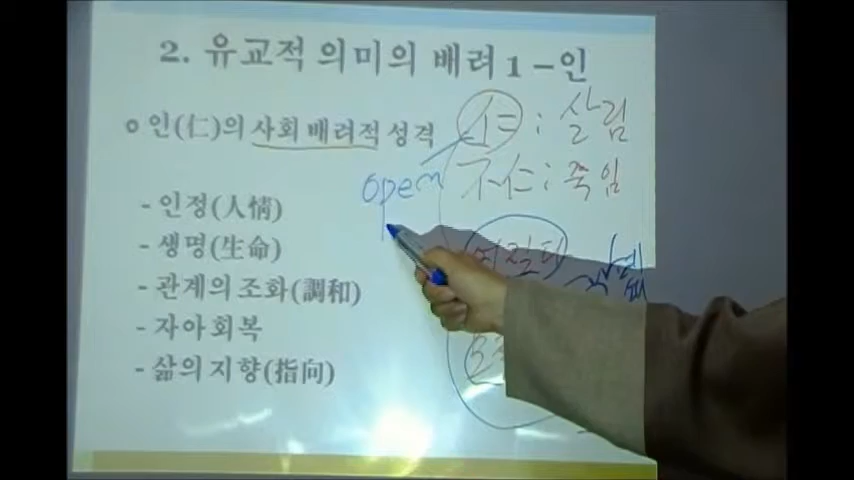 2. 유교적 의미의 배려 1 - 인
인(仁)의 사회 배려적 성격
仁 : 살림
不仁 : 죽임
open
- 인정(人情)
- 생명(生命)
- 관계의 조화(調和)
- 자아회복
- 삶의 지향(指向)